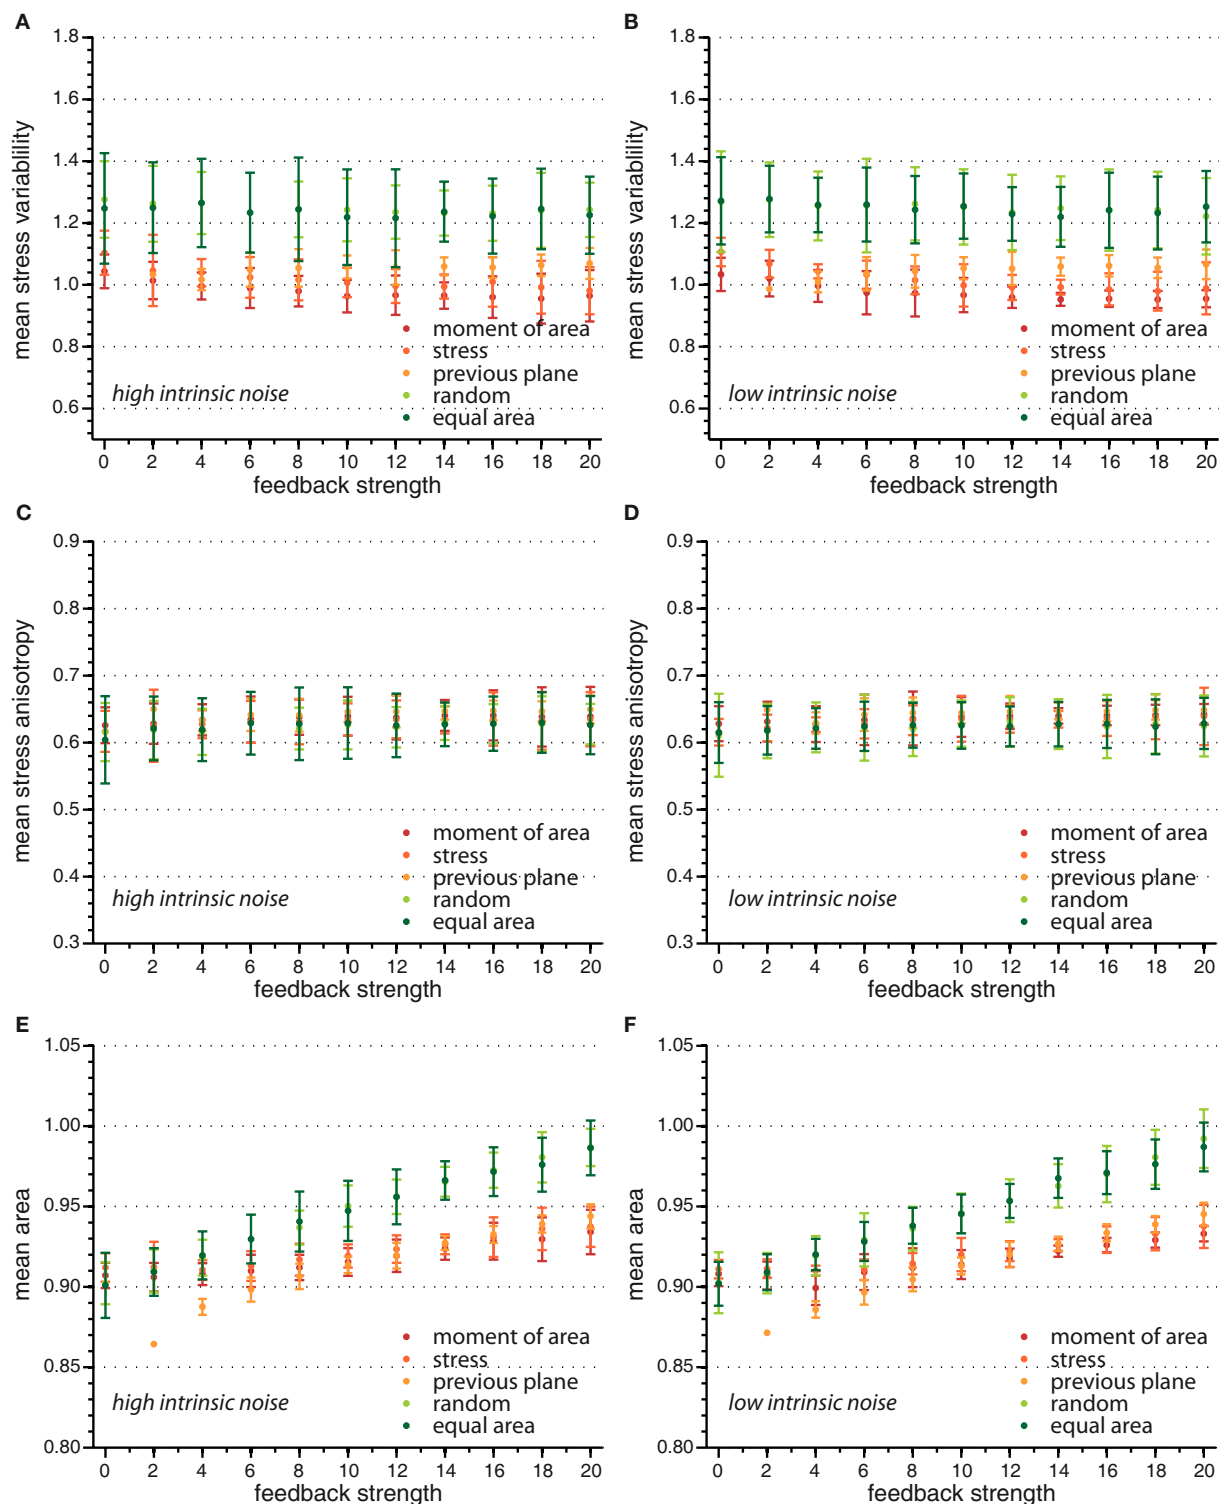 A
mean stress variablility
1.8
1.6
1.4
1.2
1.0
0.8
0.6
high intrinsic noise
moment of area
stress
previous plane
random
equal area
0 2 4 6 8 10 12 14 16 18 20
feedback strength
B
mean stress variablility
1.8
1.6
1.4
1.2
1.0
0.8
0.6
low intrinsic noise
moment of area
stress
previous plane
random
equal area
0 2 4 6 8 10 12 14 16 18 20
feedback strength
C
mean stress anisotropy
0.9
0.8
0.7
0.6
0.5
0.4
0.3
high intrinsic noise
moment of area
stress
previous plane
random
equal area
0 2 4 6 8 10 12 14 16 18 20
feedback strength
D
mean stress anisotropy
0.9
0.8
0.7
0.6
0.5
0.4
0.3
low intrinsic noise
moment of area
stress
previous plane
random
equal area
0 2 4 6 8 10 12 14 16 18 20
feedback strength
E
mean area
1.05
1.00
0.95
0.90
0.85
0.80
high intrinsic noise
moment of area
stress
previous plane
random
equal area
0 2 4 6 8 10 12 14 16 18 20
feedback strength
F
mean area
1.05
1.00
0.95
0.90
0.85
0.80
low intrinsic noise
moment of area
stress
previous plane
random
equal area
0 2 4 6 8 10 12 14 16 18 20
feedback strength